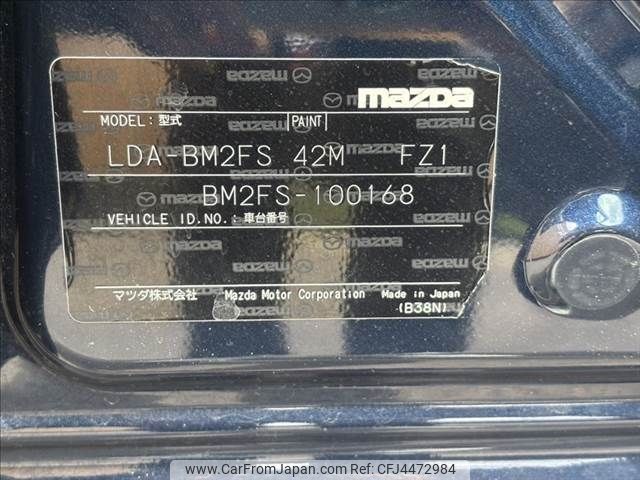 mazda
MODEL: 型式 PAINT
LDA-BM2FS 42M FZ1
BM2FS-100168
VEHICLE ID.NO.: 車台番号
マツダ株式会社 Mazda Motor Corporation Made in Japan
(B38N)
© www.CarFromJapan.com | ID CFJ4472984